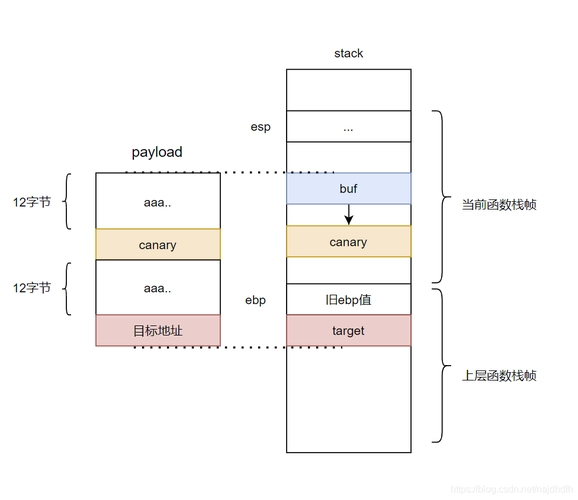 stack
esp
...
payload
buf
12字节
aaa..
当前函数栈帧
canary
canary
12字节
aaa..
ebp
旧ebp值
目标地址
target
上层函数栈帧